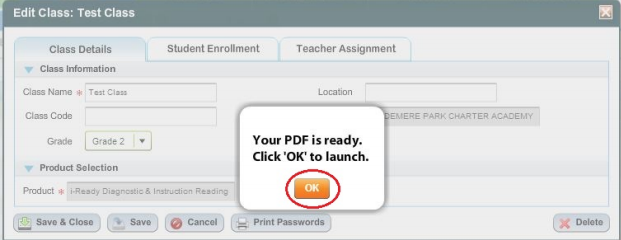 Edit Class: Test Class
Class Details Student Enrollment Teacher Assignment
Class Information
Class Name * Test Class Location
Class Code DEMERE PARK CHARTER ACADEMY
Grade Grade 2
Your PDF is ready.
Click 'OK' to launch.
OK
Product Selection
Product * i-Ready Diagnostic & Instruction Reading
Save & Close Save Cancel Print Passwords Delete